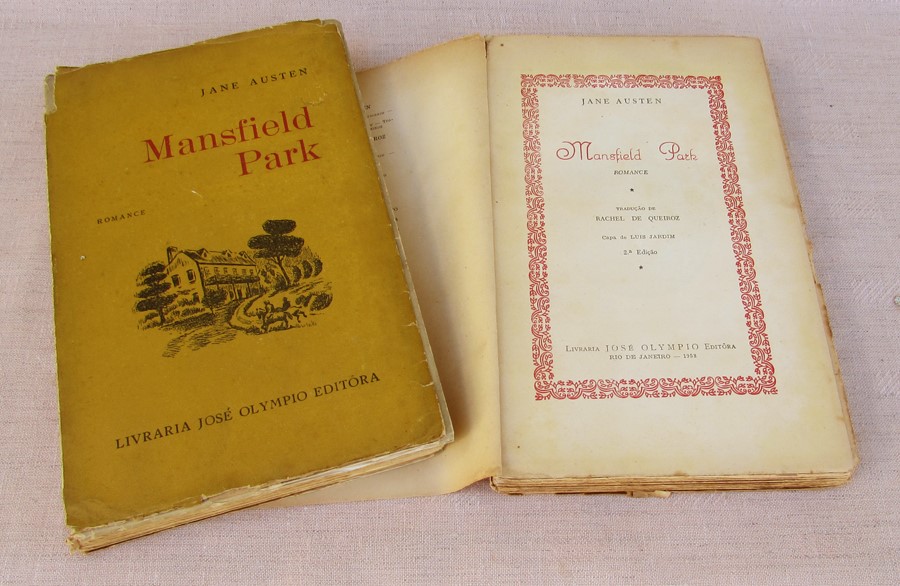 JANE AUSTEN
Mansfield
Park
ROMANCE
LIVRARIA JOSÉ OLYMPIO EDITÔRA
JANE AUSTEN
Mansfield Park
ROMANCE
TRADUÇÃO DE
RACHEL DE QUEIROZ
Capa de LUIS JARDIM
2.ª Edição
LIVRARIA JOSÉ OLYMPIO EDITÔRA
RIO DE JANEIRO —